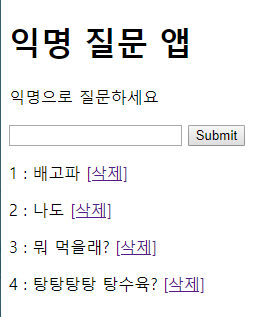 익명 질문 앱
익명으로 질문하세요
Submit
1 : 배고파 [삭제]
2 : 나도 [삭제]
3 : 뭐 먹을래? [삭제]
4 : 탕탕탕탕 탕수육? [삭제]